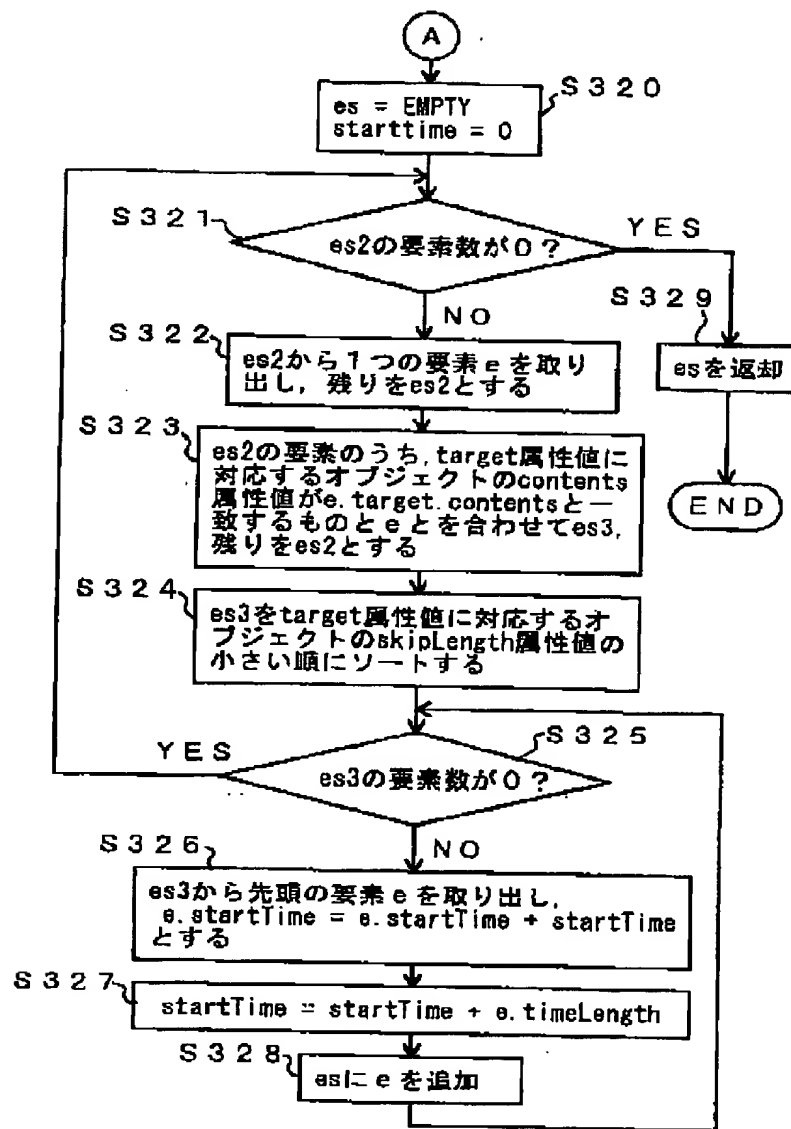 A
S320
es = EMPTY
starttime = 0
S321
es2の要素数が0?
YES
NO
S329
esを返却
END
S322
es2から1つの要素eを取り
出し, 残りをes2とする
S323
es2の要素のうち,target属性値に
対応するオブジェクトのcontents
属性値がe.target.contentsと一
致するものとeとを合わせてes3,
残りをes2とする
S324
es3をtarget属性値に対応するオ
ブジェクトのskipLength属性値の
小さい順にソートする
S325
YES
es3の要素数が0?
NO
S326
es3から先頭の要素eを取り出し,
e.startTime = e.startTime + startTime
とする
S327
startTime = startTime + e.timeLength
S328
esにeを追加